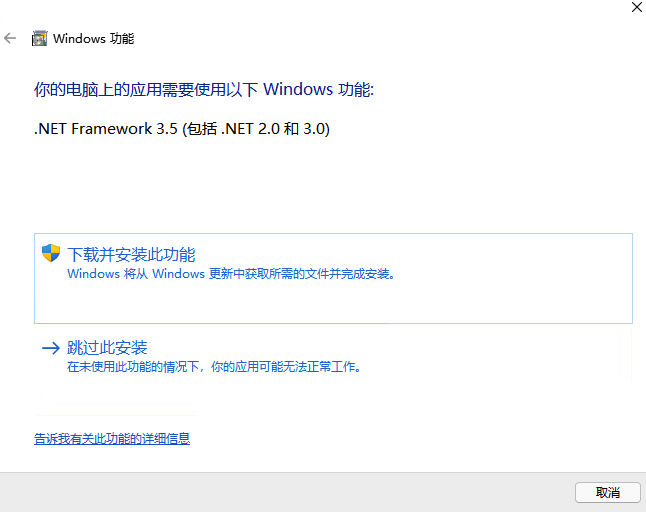 Windows 功能
你的电脑上的应用需要使用以下 Windows 功能:
.NET Framework 3.5 (包括 .NET 2.0 和 3.0)
下载并安装此功能
Windows 将从 Windows 更新中获取所需的文件并完成安装。
跳过此安装
在未使用此功能的情况下，你的应用可能无法正常工作。
告诉我有关此功能的详细信息
取消